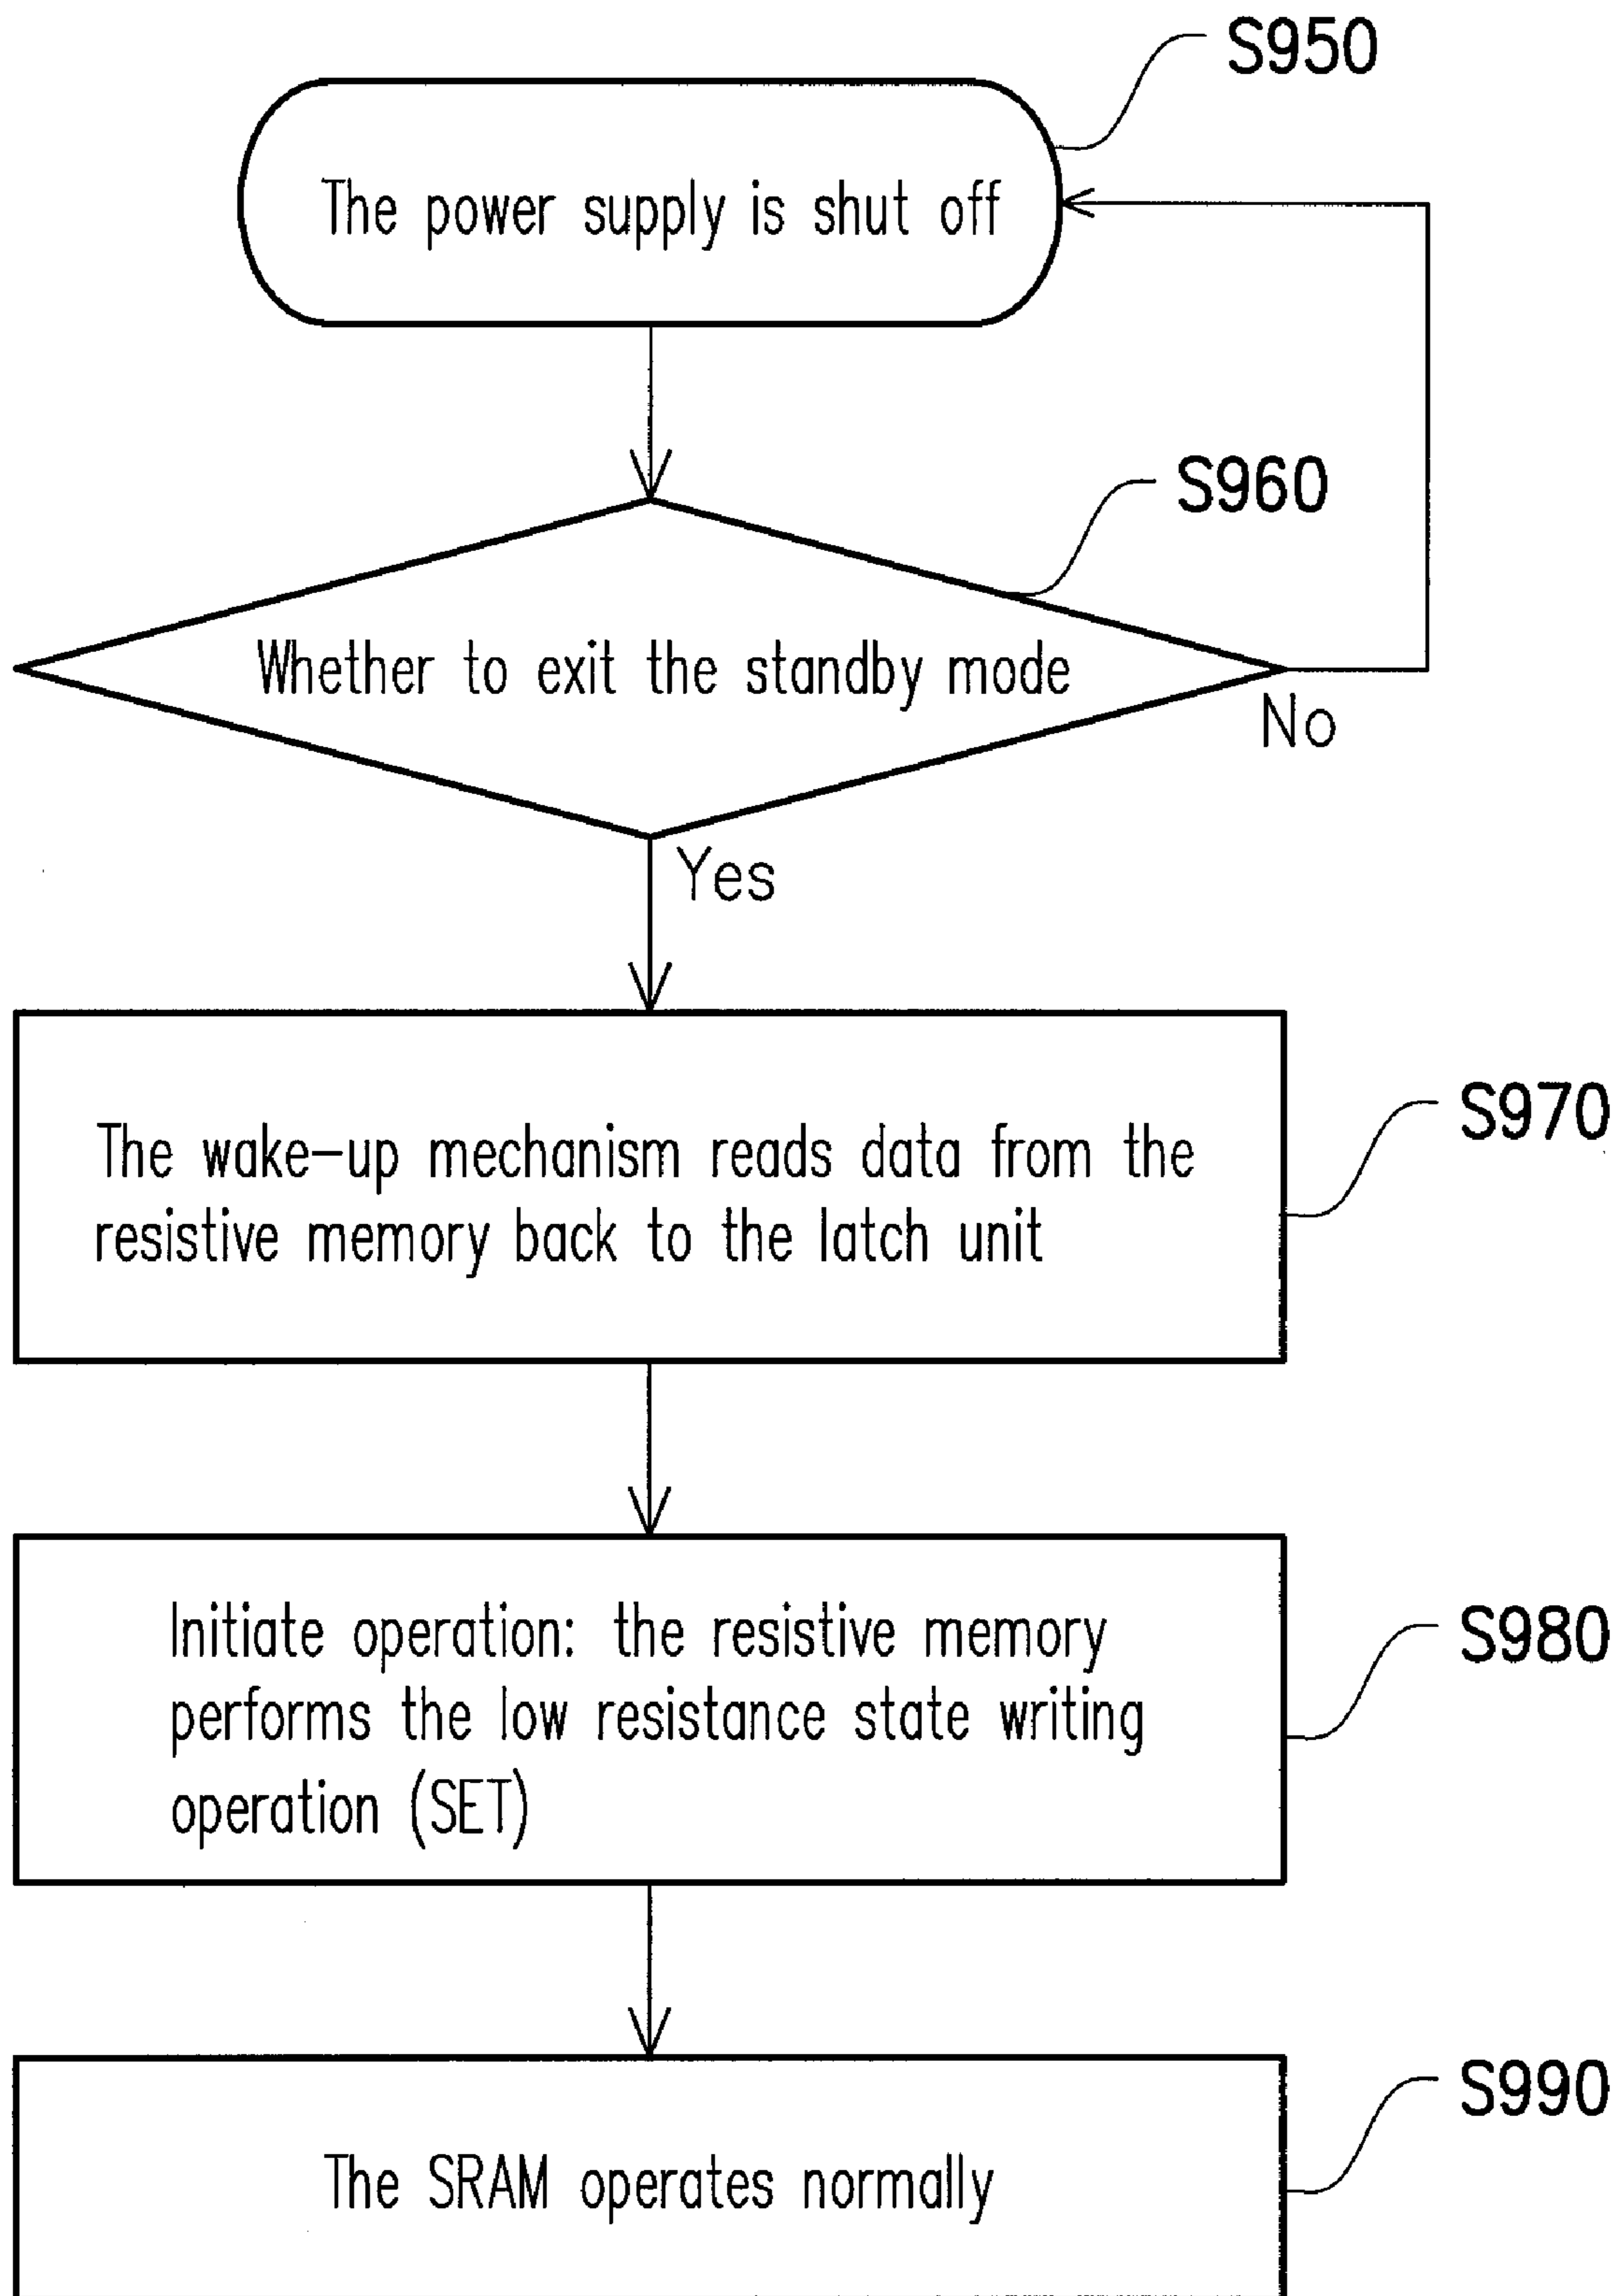 S950
The power supply is shut off
S960
Whether to exit the standby mode
No
Yes
S970
The wake-up mechanism reads data from the
resistive memory back to the latch unit
S980
Initiate operation: the resistive memory
performs the low resistance state writing
operation (SET)
S990
The SRAM operates normally